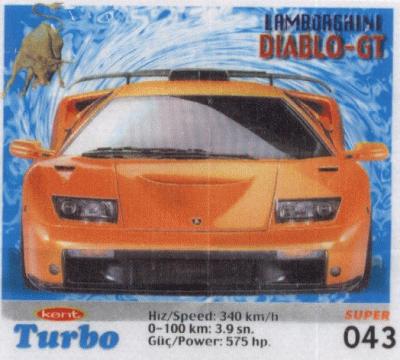 LAMBORGHINI
DIABLO-GT
kent
Turbo
Hız/Speed: 340 km/h
0-100 km: 3.9 sn.
Güç/Power: 575 hp.
SUPER
043